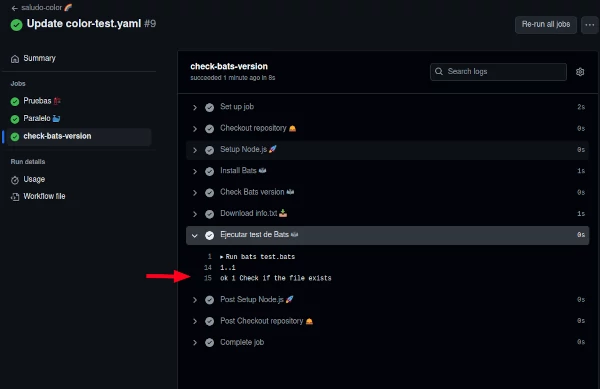 saludo-color
Update color-test.yaml #9
Re-run all jobs
Summary
Jobs
Pruebas
Paralelo
check-bats-version
Run details
Usage
Workflow file
check-bats-version
succeeded 1 minute ago in 8s
Search logs
Set up job 2s
Checkout repository 0s
Setup Node.js 0s
Install Bats 1s
Check Bats version 0s
Download info.txt 1s
Ejecutar test de Bats 0s
1 Run bats test.bats
14 1..1
15 ok 1 Check if the file exists
Post Setup Node.js 0s
Post Checkout repository 0s
Complete job 0s